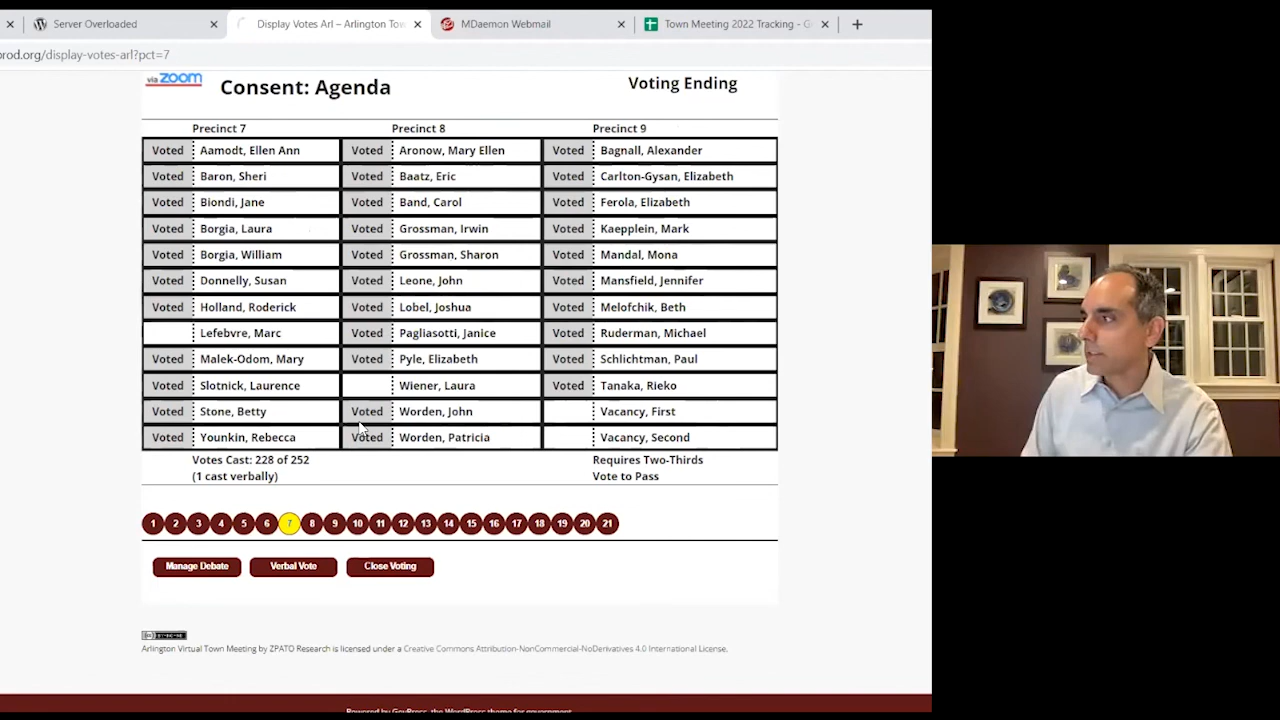 Server Overloaded
Display Votes Arl – Arlington Tow
MDaemon Webmail
Town Meeting 2022 Tracking - G
prod.org/display-votes-arl?pct=7
via zoom
Consent: Agenda
Voting Ending
Precinct 7 Precinct 8 Precinct 9
Voted Aamodt, Ellen Ann Voted Aronow, Mary Ellen Voted Bagnall, Alexander
Voted Baron, Sheri Voted Baatz, Eric Voted Carlton-Gysan, Elizabeth
Voted Biondi, Jane Voted Band, Carol Voted Ferola, Elizabeth
Voted Borgia, Laura Voted Grossman, Irwin Voted Kaepplein, Mark
Voted Borgia, William Voted Grossman, Sharon Voted Mandal, Mona
Voted Donnelly, Susan Voted Leone, John Voted Mansfield, Jennifer
Voted Holland, Roderick Voted Lobel, Joshua Voted Melofchik, Beth
Lefebvre, Marc Voted Pagliasotti, Janice Voted Ruderman, Michael
Voted Malek-Odom, Mary Voted Pyle, Elizabeth Voted Schlichtman, Paul
Voted Slotnick, Laurence Wiener, Laura Voted Tanaka, Rieko
Voted Stone, Betty Voted Worden, John Vacancy, First
Voted Younkin, Rebecca Voted Worden, Patricia Vacancy, Second
Votes Cast: 228 of 252 Requires Two-Thirds
(1 cast verbally) Vote to Pass
1 2 3 4 5 6 7 8 9 10 11 12 13 14 15 16 17 18 19 20 21
Manage Debate Verbal Vote Close Voting
Arlington Virtual Town Meeting by ZPATO Research is licensed under a Creative Commons Attribution-NonCommercial-NoDerivatives 4.0 International License.
Powered by GovPress, the WordPress theme for government.